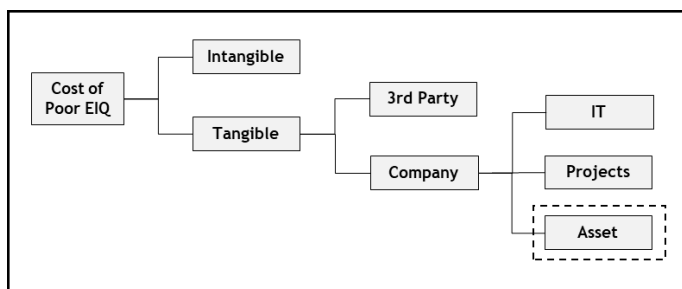 Cost of
Poor EIQ
Intangible
Tangible
3rd Party
Company
IT
Projects
Asset